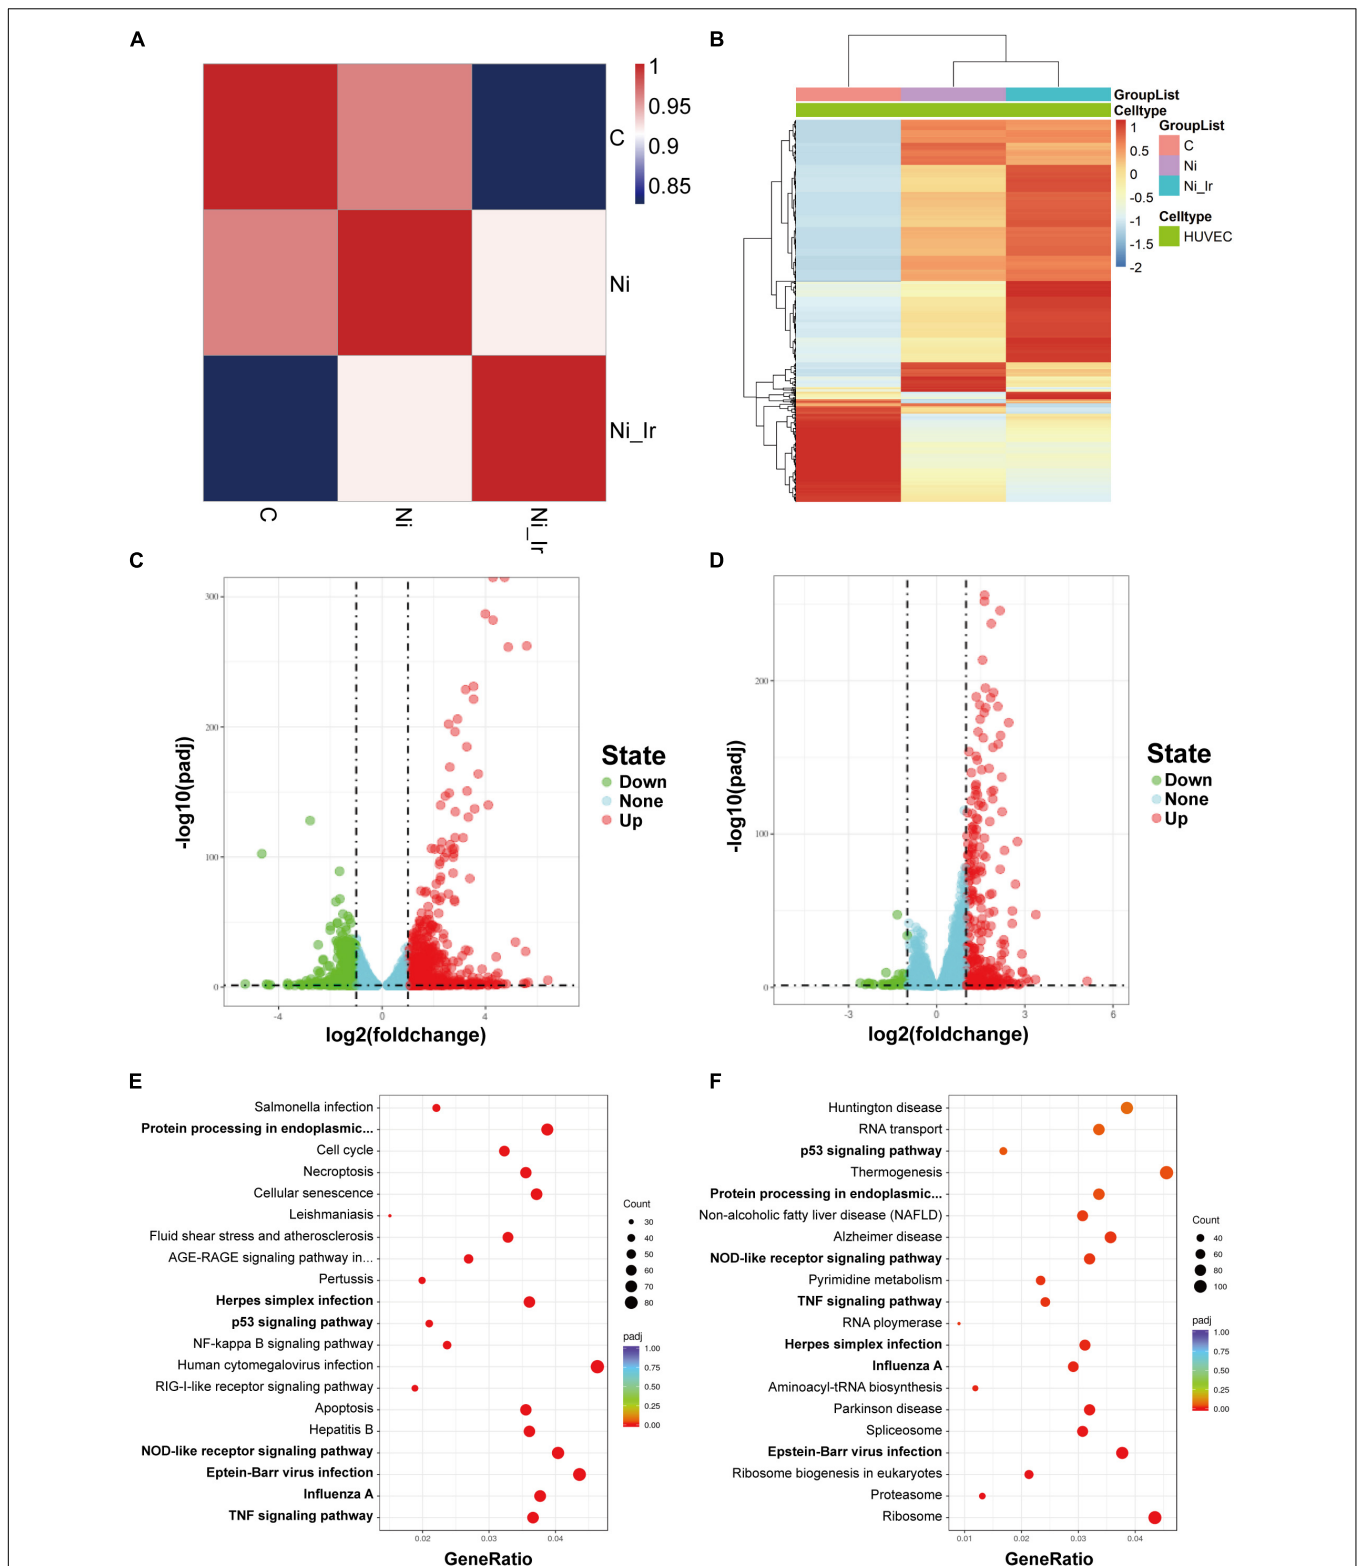 A
1
0.95
0.9
0.85
C
Ni
Ni_Ir
C
Ni
Ni_Ir
B
GroupList
Celltype
1
0.5
0
-0.5
-1
-1.5
-2
GroupList
C
Ni
Ni_Ir
Celltype
HUVEC
C
300
200
100
0
-4
0
4
-log10(padj)
log2(foldchange)
State
Down
None
Up
D
200
100
0
-3
0
3
6
-log10(padj)
log2(foldchange)
State
Down
None
Up
E
Salmonella infection
Protein processing in endoplasmic...
Cell cycle
Necroptosis
Cellular senescence
Leishmaniasis
Fluid shear stress and atherosclerosis
AGE-RAGE signaling pathway in...
Pertussis
Herpes simplex infection
p53 signaling pathway
NF-kappa B signaling pathway
Human cytomegalovirus infection
RIG-I-like receptor signaling pathway
Apoptosis
Hepatitis B
NOD-like receptor signaling pathway
Eptein-Barr virus infection
Influenza A
TNF signaling pathway
0.02
0.03
0.04
GeneRatio
Count
30
40
50
60
70
80
padj
1.00
0.75
0.50
0.25
0.00
F
Huntington disease
RNA transport
p53 signaling pathway
Thermogenesis
Protein processing in endoplasmic...
Non-alcoholic fatty liver disease (NAFLD)
Alzheimer disease
NOD-like receptor signaling pathway
Pyrimidine metabolism
TNF signaling pathway
RNA ploymerase
Herpes simplex infection
Influenza A
Aminoacyl-tRNA biosynthesis
Parkinson disease
Spliceosome
Epstein-Barr virus infection
Ribosome biogenesis in eukaryotes
Proteasome
Ribosome
0.01
0.02
0.03
0.04
GeneRatio
Count
40
60
80
100
padj
1.00
0.75
0.50
0.25
0.00